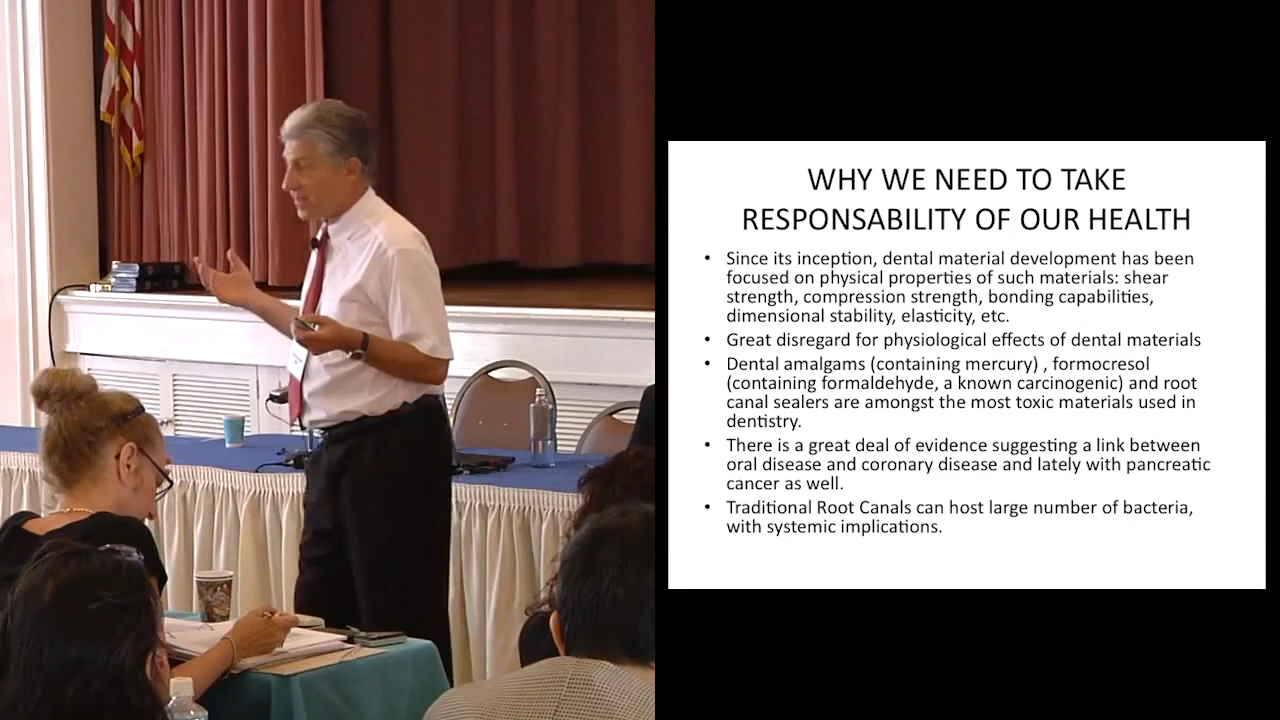 WHY WE NEED TO TAKE
RESPONSABILITY OF OUR HEALTH
• Since its inception, dental material development has been
focused on physical properties of such materials: shear
strength, compression strength, bonding capabilities,
dimensional stability, elasticity, etc.
• Great disregard for physiological effects of dental materials
• Dental amalgams (containing mercury) , formocresol
(containing formaldehyde, a known carcinogenic) and root
canal sealers are amongst the most toxic materials used in
dentistry.
• There is a great deal of evidence suggesting a link between
oral disease and coronary disease and lately with pancreatic
cancer as well.
• Traditional Root Canals can host large number of bacteria,
with systemic implications.